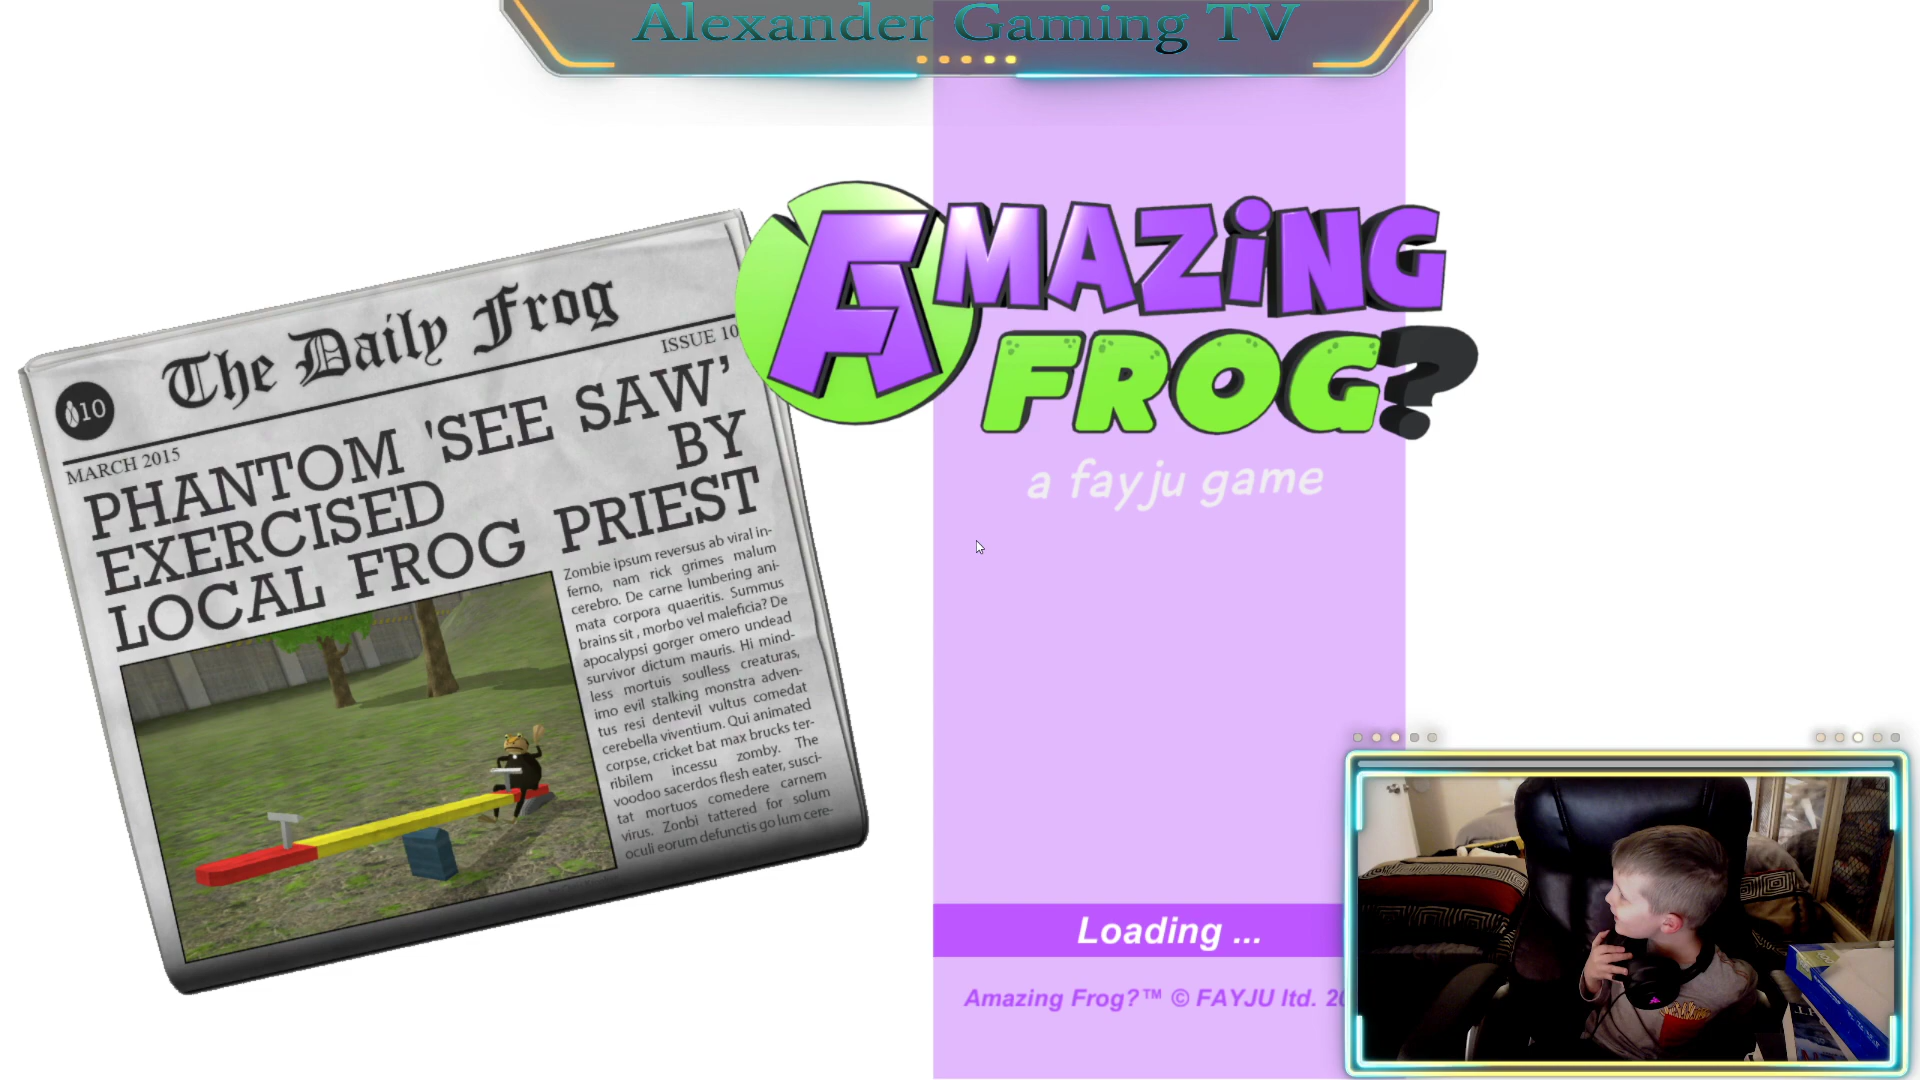 Alexander Gaming TV
The Daily Frog
ISSUE 10
10
MARCH 2015
PHANTOM 'SEE SAW'
EXERCISED BY
LOCAL FROG PRIEST
Zombie ipsum reversus ab viral in-
ferno, nam rick grimes malum
cerebro. De carne lumbering ani-
mata corpora quaeritis. Summus
brains sit , morbo vel maleficia? De
apocalypsi gorger omero undead
survivor dictum mauris. Hi mind-
less mortuis soulless creaturas,
imo evil stalking monstra adven-
tus resi dentevil vultus comedat
cerebella viventium. Qui animated
corpse, cricket bat max brucks ter-
ribilem incessu zomby. The
voodoo sacerdos flesh eater, susci-
tat mortuos comedere carnem
virus. Zonbi tattered for solum
oculi eorum defunctis go lum cere-
AMAZING
FROG?
a fayju game
Loading ...
Amazing Frog?™ © FAYJU ltd.